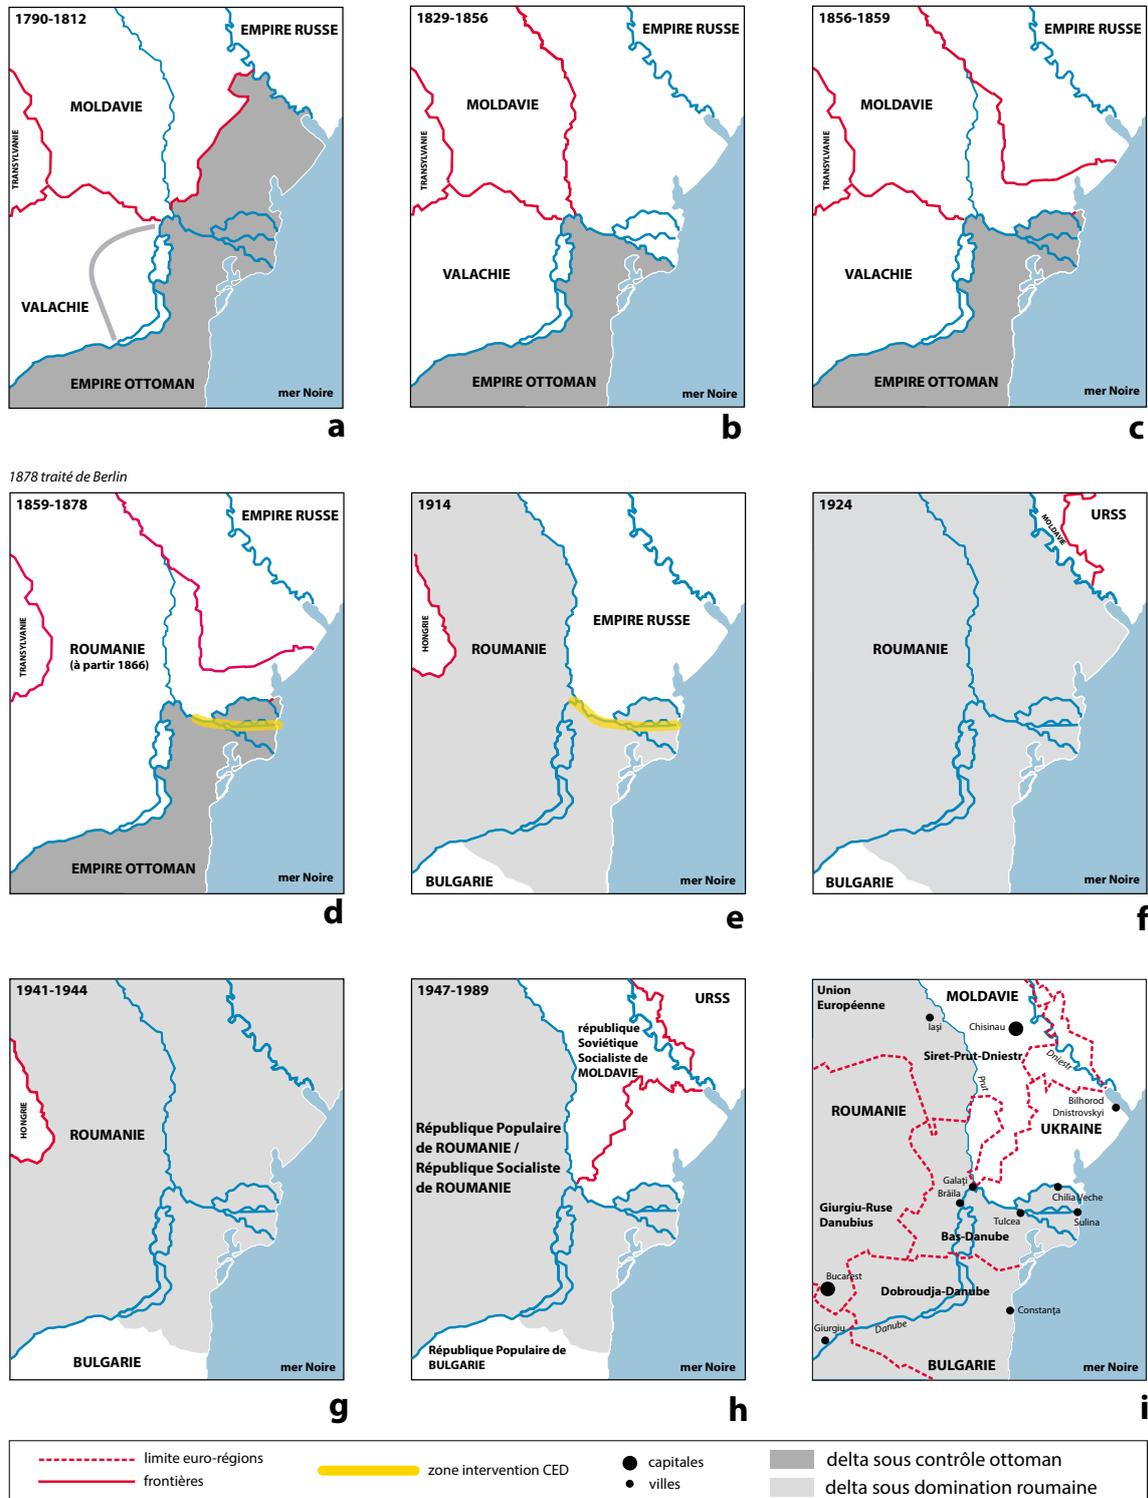 1790-1812
EMPIRE RUSSE
MOLDAVIE
TRANSYLVANIE
VALACHIE
EMPIRE OTTOMAN
mer Noire
a
1829-1856
EMPIRE RUSSE
MOLDAVIE
TRANSYLVANIE
VALACHIE
EMPIRE OTTOMAN
mer Noire
b
1856-1859
EMPIRE RUSSE
MOLDAVIE
TRANSYLVANIE
VALACHIE
EMPIRE OTTOMAN
mer Noire
c
1878 traité de Berlin
1859-1878
EMPIRE RUSSE
TRANSYLVANIE
ROUMANIE
(à partir 1866)
EMPIRE OTTOMAN
mer Noire
d
1914
EMPIRE RUSSE
HONGRIE
ROUMANIE
BULGARIE
mer Noire
e
1924
MOLDAVIE
URSS
ROUMANIE
BULGARIE
mer Noire
f
1941-1944
HONGRIE
ROUMANIE
BULGARIE
mer Noire
g
1947-1989
URSS
république
Soviétique
Socialiste de
MOLDAVIE
République Populaire
de ROUMANIE /
République Socialiste
de ROUMANIE
République Populaire de
BULGARIE
mer Noire
h
Union
Européenne
MOLDAVIE
Iaşi
Chisinau
Siret-Prut-Dniestr
Dniestr
Prut
ROUMANIE
Bilhorod
Dnistrovskyi
UKRAINE
Galaţi
Brăila
Chilia Veche
Giurgiu-Ruse
Danubius
Tulcea
Sulina
Bas-Danube
Bucarest
Dobroudja-Danube
Constanţa
Giurgiu
Danube
BULGARIE
mer Noire
i
limite euro-régions
frontières
zone intervention CED
capitales
villes
delta sous contrôle ottoman
delta sous domination roumaine